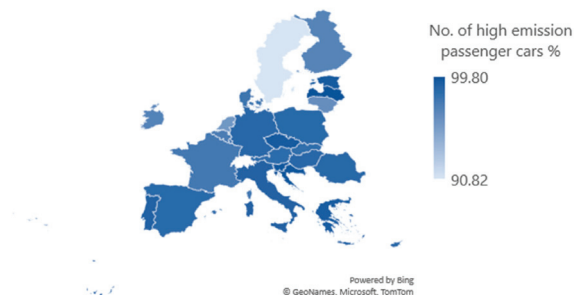 No. of high emission
passenger cars %
99.80
90.82
Powered by Bing
© GeoNames, Microsoft, TomTom